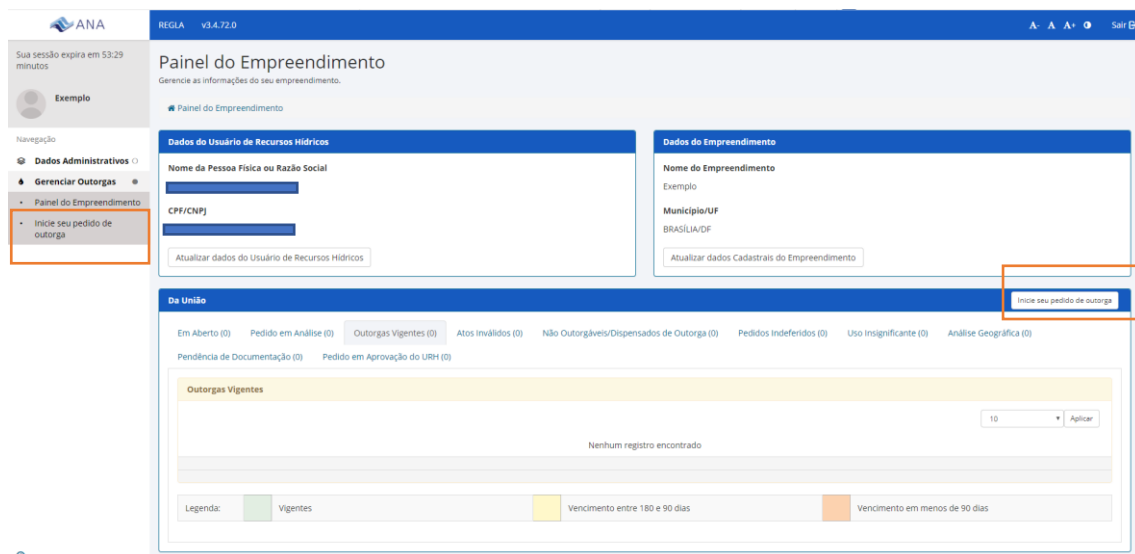 ANA
REGLA v3.4.72.0
A- A A+ Sair
Sua sessão expira em 53:29
minutos
Exemplo
Navegação
Dados Administrativos
Gerenciar Outorgas
Painel do Empreendimento
Inicie seu pedido de
outorga
Painel do Empreendimento
Gerencie as informações do seu empreendimento.
Painel do Empreendimento
Dados do Usuário de Recursos Hídricos
Nome da Pessoa Física ou Razão Social
CPF/CNPJ
Atualizar dados do Usuário de Recursos Hídricos
Dados do Empreendimento
Nome do Empreendimento
Exemplo
Município/UF
BRASÍLIA/DF
Atualizar dados Cadastrais do Empreendimento
Da União
Inicie seu pedido de outorga
Em Aberto (0) Pedido em Análise (0) Outorgas Vigentes (0) Atos Inválidos (0) Não Outorgáveis/Dispensados de Outorga (0) Pedidos Indeferidos (0) Uso Insignificante (0) Análise Geográfica (0)
Pendência de Documentação (0) Pedido em Aprovação do URH (0)
Outorgas Vigentes
10 Aplicar
Nenhum registro encontrado
Legenda: Vigentes Vencimento entre 180 e 90 dias Vencimento em menos de 90 dias